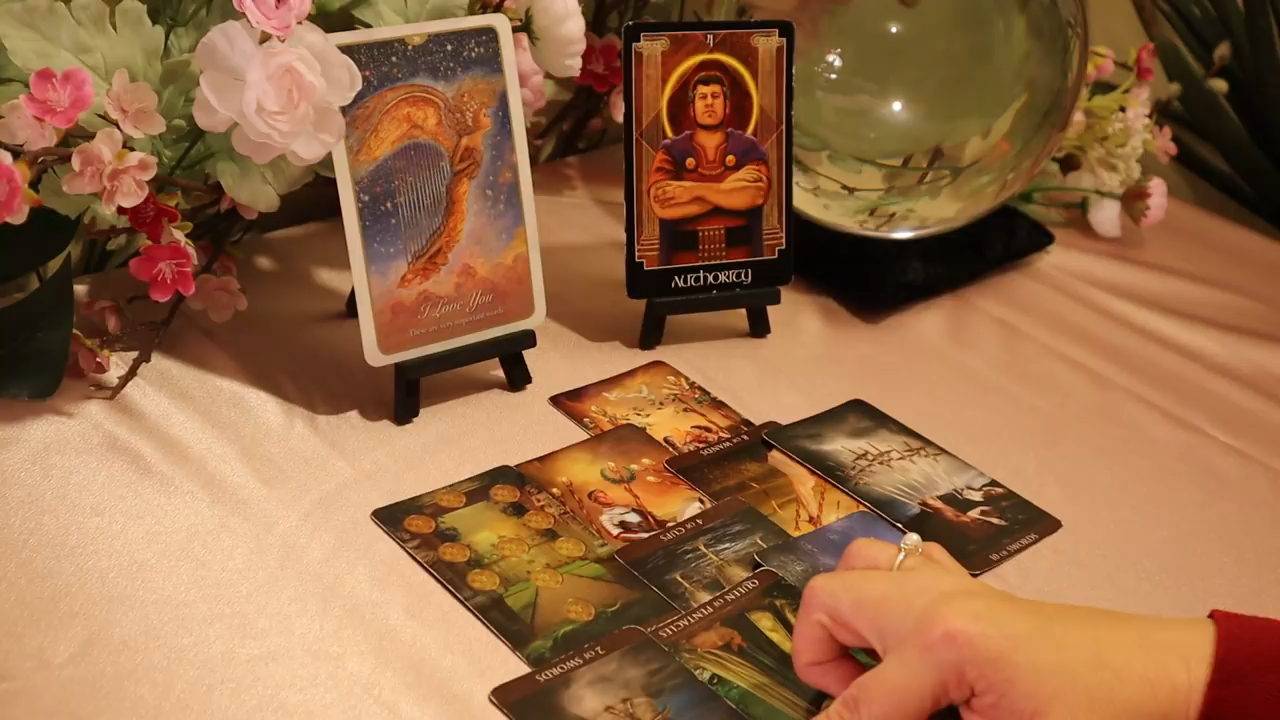 I Love You
These are very important words.
4
AUTHORITY
8 OF WANDS
10 OF SWORDS
4 OF CUPS
QUEEN OF PENTACLES
2 OF SWORDS